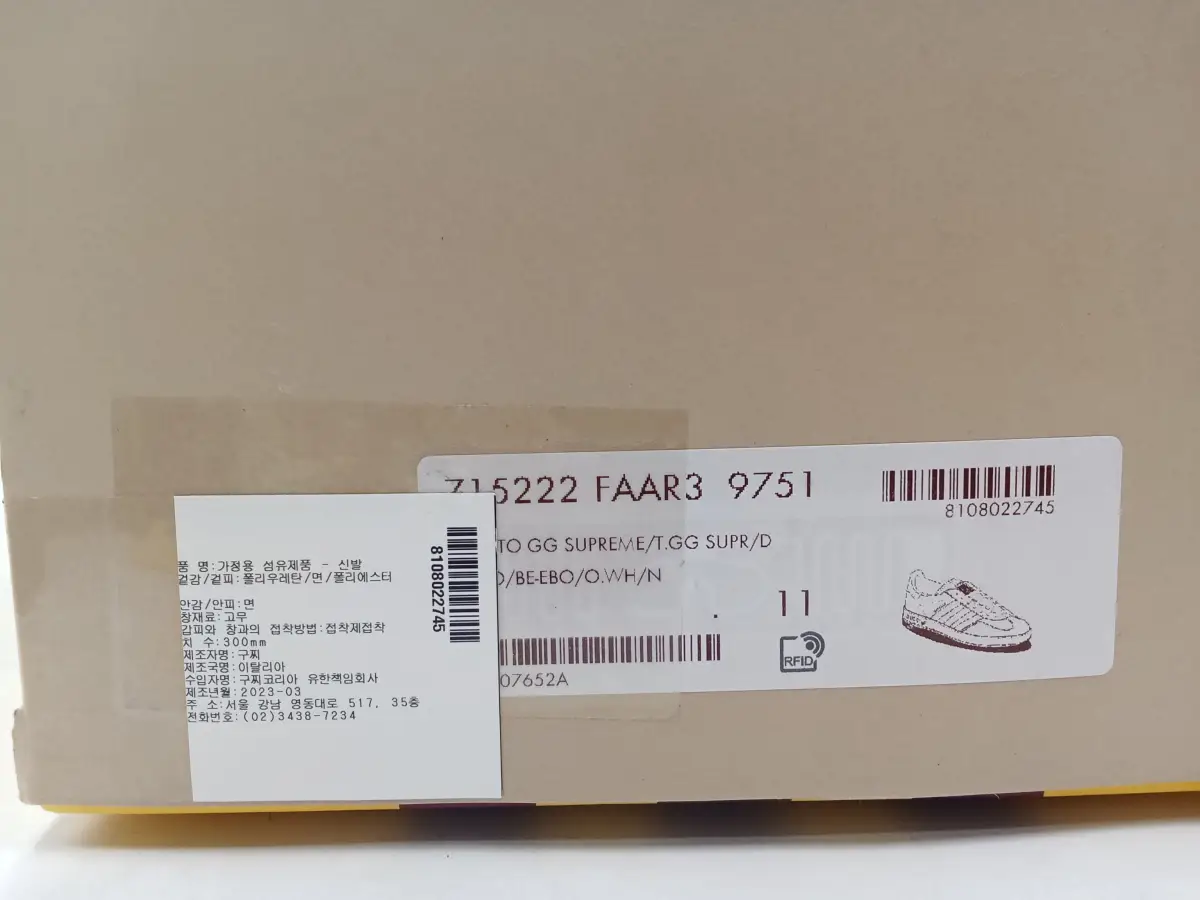 715222 FAAR3 9751
8108022745
TO GG SUPREME/T.GG SUPR/D
/BE-EBO/O.WH/N
. 11
RFID
07652A
8108022745
품 명:가정용 섬유제품 - 신발
겉감/겉피:폴리우레탄/면/폴리에스터
안감/안피:면
창재료:고무
갑피와 창과의 접착방법:접착제접착
치 수:300mm
제조자명:구찌
제조국명:이탈리아
수입자명:구찌코리아 유한책임회사
제조년월:2023-03
주 소:서울 강남 영동대로 517, 35층
전화번호:(02)3438-7234